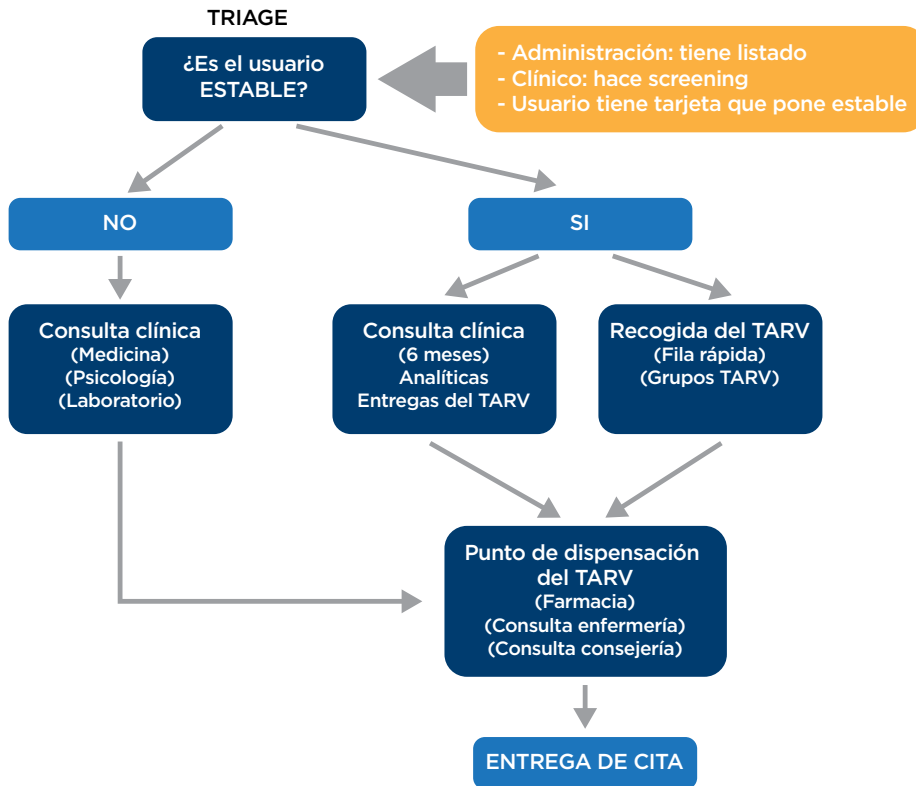 TRIAGE
¿Es el usuario
ESTABLE?
- Administración: tiene listado
- Clínico: hace screening
- Usuario tiene tarjeta que pone estable
NO
SI
Consulta clínica
(Medicina)
(Psicología)
(Laboratorio)
Consulta clínica
(6 meses)
Analíticas
Entregas del TARV
Recogida del TARV
(Fila rápida)
(Grupos TARV)
Punto de dispensación
del TARV
(Farmacia)
(Consulta enfermería)
(Consulta consejería)
ENTREGA DE CITA